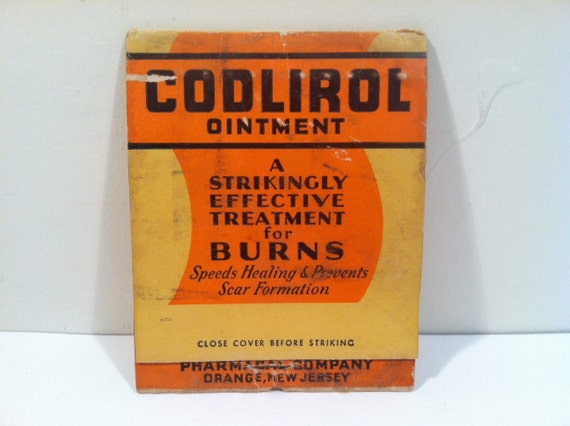 CODLIROL
OINTMENT
A
STRIKINGLY
EFFECTIVE
TREATMENT
for
BURNS
Speeds Healing & Prevents
Scar Formation
CLOSE COVER BEFORE STRIKING
PHARMACAL COMPANY
ORANGE, NEW JERSEY